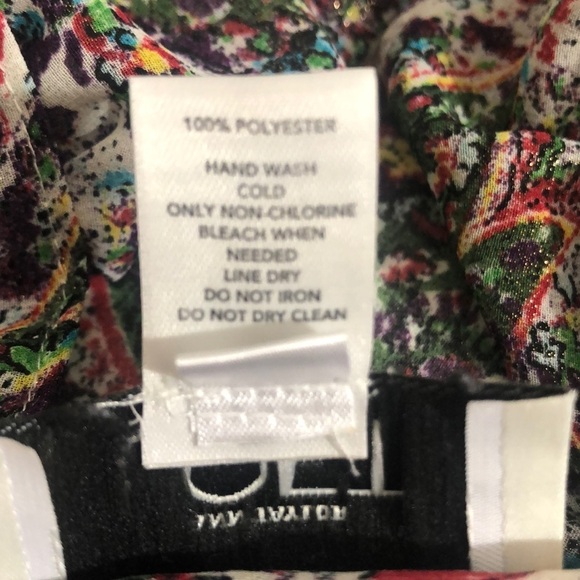 100% POLYESTER
HAND WASH
COLD
ONLY NON-CHLORINE
BLEACH WHEN
NEEDED
LINE DRY
DO NOT IRON
DO NOT DRY CLEAN